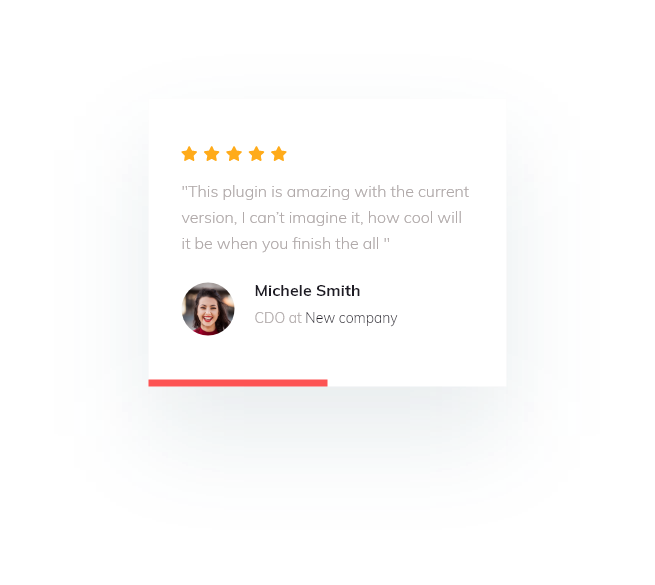 "This plugin is amazing with the current
version, I can't imagine it, how cool will
it be when you finish the all "
Michele Smith
CDO at New company